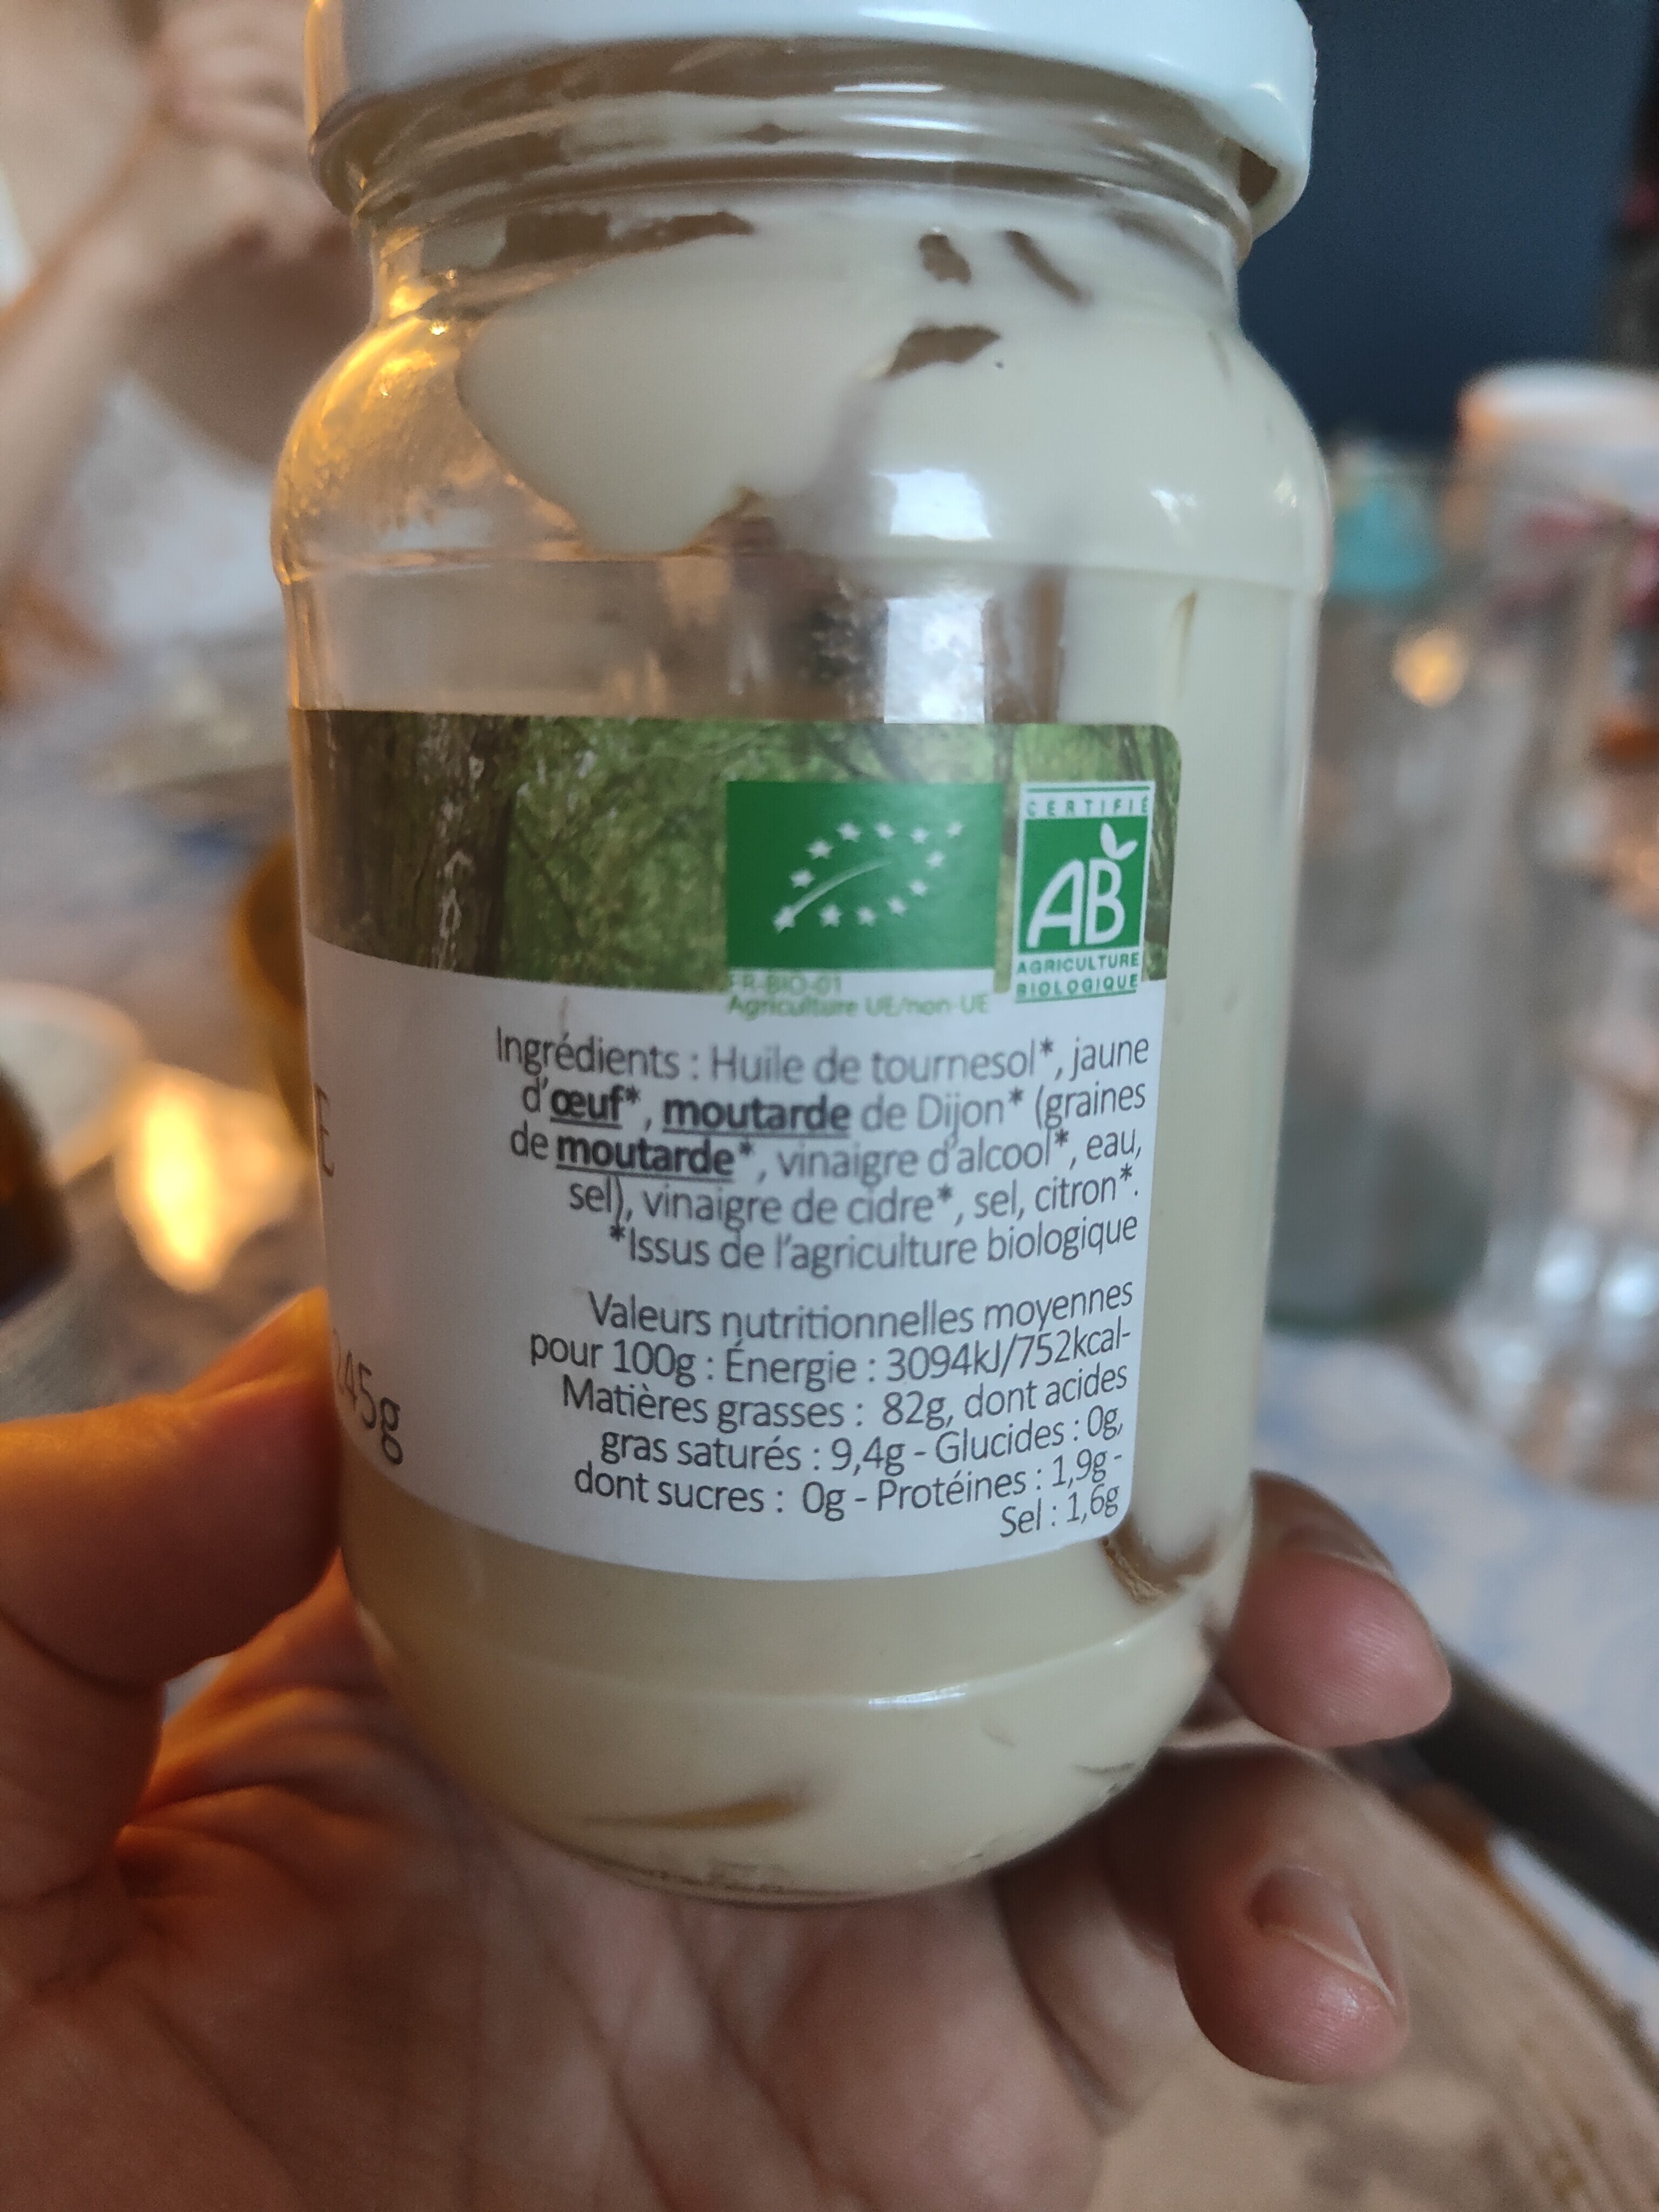 CERTIFIÉ
AB
AGRICULTURE
BIOLOGIQUE
FR-BIO-01
Agriculture UE/non-UE
Ingrédients : Huile de tournesol*, jaune
d'œuf*, moutarde de Dijon* (graines
de moutarde*, vinaigre d'alcool*, eau,
sel), vinaigre de cidre*, sel, citron*.
*Issus de l'agriculture biologique
Valeurs nutritionnelles moyennes
pour 100g : Énergie : 3094kJ/752kcal-
Matières grasses : 82g, dont acides
gras saturés : 9,4g - Glucides : 0g,
dont sucres : 0g - Protéines : 1,9g -
Sel : 1,6g
E
245g